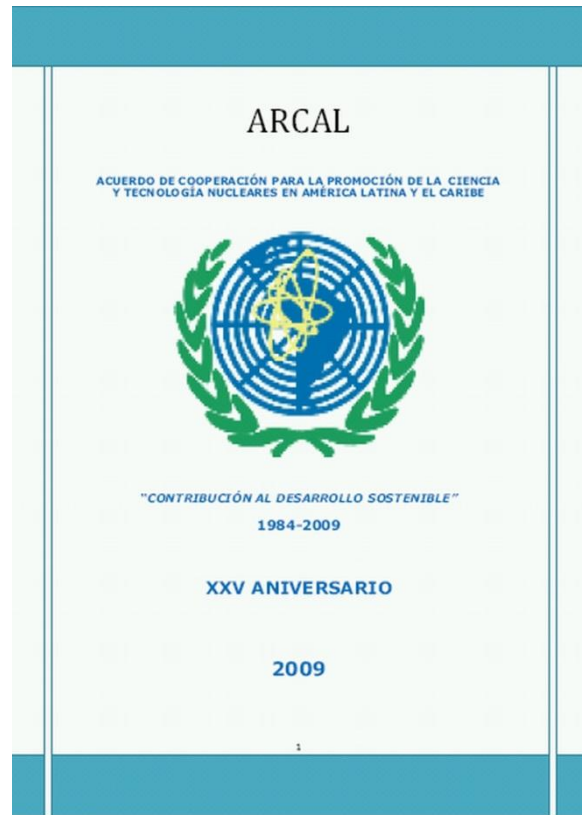 ARCAL
ACUERDO DE COOPERACIÓN PARA LA PROMOCIÓN DE LA CIENCIA
Y TECNOLOGÍA NUCLEARES EN AMÉRICA LATINA Y EL CARIBE
"CONTRIBUCIÓN AL DESARROLLO SOSTENIBLE"
1984-2009
XXV ANIVERSARIO
2009
1